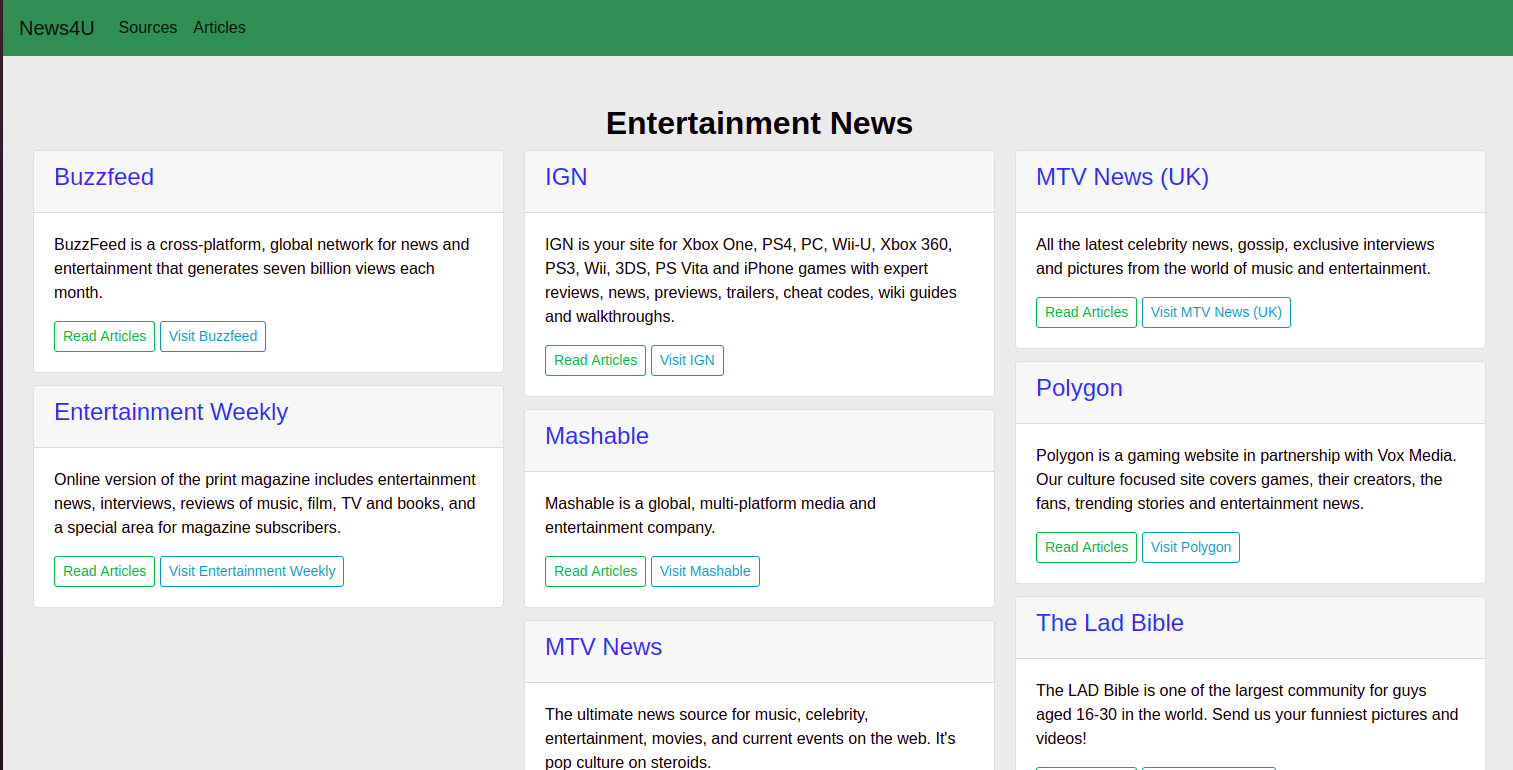 News4U Sources Articles
Entertainment News
Buzzfeed
BuzzFeed is a cross-platform, global network for news and
entertainment that generates seven billion views each
month.
Read Articles Visit Buzzfeed
Entertainment Weekly
Online version of the print magazine includes entertainment
news, interviews, reviews of music, film, TV and books, and
a special area for magazine subscribers.
Read Articles Visit Entertainment Weekly
IGN
IGN is your site for Xbox One, PS4, PC, Wii-U, Xbox 360,
PS3, Wii, 3DS, PS Vita and iPhone games with expert
reviews, news, previews, trailers, cheat codes, wiki guides
and walkthroughs.
Read Articles Visit IGN
Mashable
Mashable is a global, multi-platform media and
entertainment company.
Read Articles Visit Mashable
MTV News
The ultimate news source for music, celebrity,
entertainment, movies, and current events on the web. It's
pop culture on steroids.
MTV News (UK)
All the latest celebrity news, gossip, exclusive interviews
and pictures from the world of music and entertainment.
Read Articles Visit MTV News (UK)
Polygon
Polygon is a gaming website in partnership with Vox Media.
Our culture focused site covers games, their creators, the
fans, trending stories and entertainment news.
Read Articles Visit Polygon
The Lad Bible
The LAD Bible is one of the largest community for guys
aged 16-30 in the world. Send us your funniest pictures and
videos!